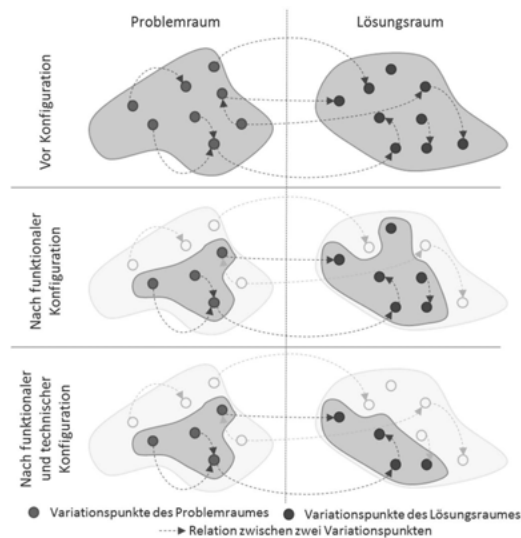 Problemraum
Lösungsraum
Vor Konfiguration
Nach funktionaler
Konfiguration
Nach funktionaler
und technischer
Konfiguration
Variationspunkte des Problemraumes
Variationspunkte des Lösungsraumes
Relation zwischen zwei Variationspunkten